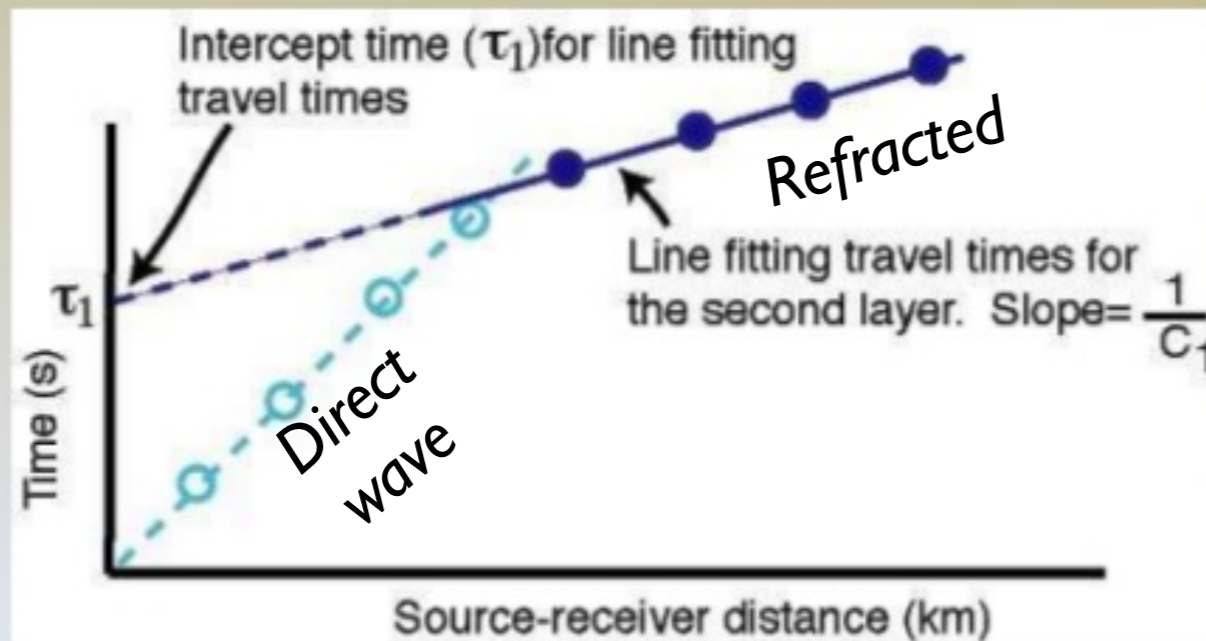 Intercept time (τ₁)for line fitting
travel times
Refracted
Line fitting travel times for
the second layer. Slope= 1/C₁
τ₁
Direct
wave
Time (s)
Source-receiver distance (km)